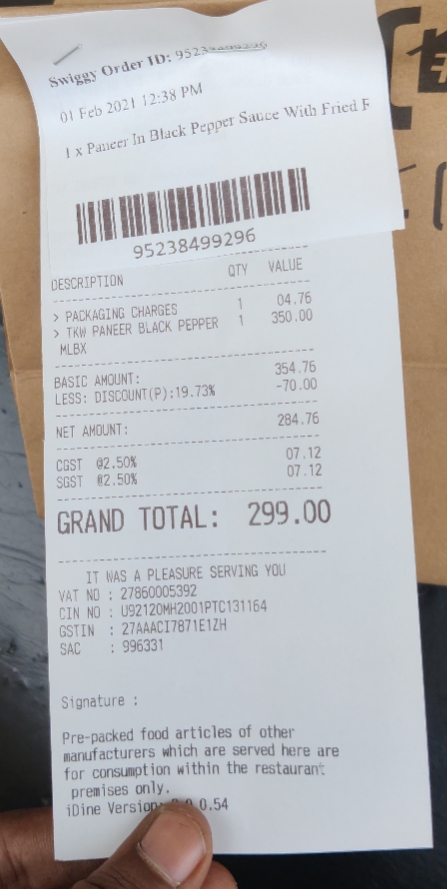 Swiggy Order ID: 95238499296
01 Feb 2021 12:38 PM
1 x Paneer In Black Pepper Sauce With Fried
95238499296
DESCRIPTION QTY VALUE
> PACKAGING CHARGES 1 04.76
> TKW PANEER BLACK PEPPER 1 350.00
MLBX
BASIC AMOUNT: 354.76
LESS: DISCOUNT(P):19.73% -70.00
NET AMOUNT: 284.76
CGST @2.50% 07.12
SGST @2.50% 07.12
GRAND TOTAL: 299.00
IT WAS A PLEASURE SERVING YOU
VAT NO : 27860005392
CIN NO : U92120MH2001PTC131164
GSTIN : 27AAACI7871E1ZH
SAC : 996331
Signature :
Pre-packed food articles of other
manufacturers which are served here are
for consumption within the restaurant
premises only.
iDine Version: 0.54